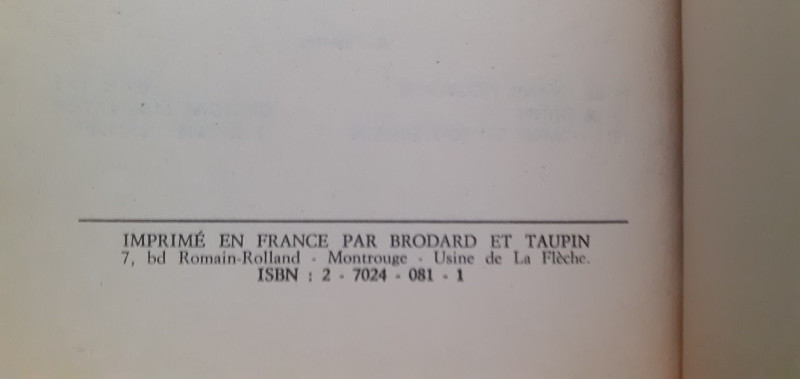 IMPRIMÉ EN FRANCE PAR BRODARD ET TAUPIN
7, bd Romain-Rolland - Montrouge - Usine de La Flèche.
ISBN : 2 - 7024 - 081 - 1